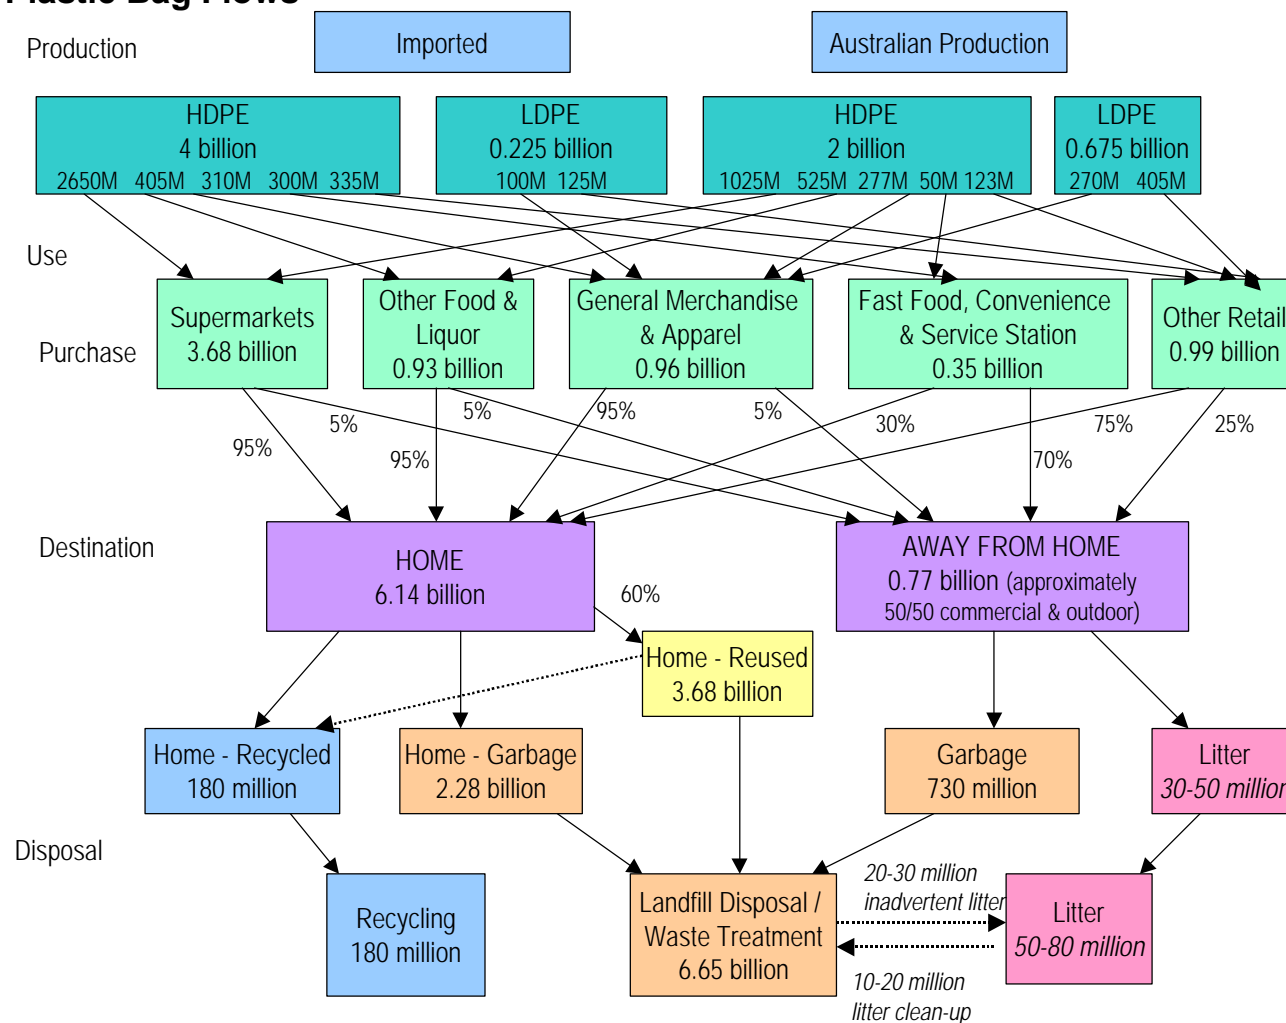 Plastic Bag Flows
Production
Imported
Australian Production
HDPE
4 billion
2650M 405M 310M 300M 335M
LDPE
0.225 billion
100M 125M
HDPE
2 billion
1025M 525M 277M 50M 123M
LDPE
0.675 billion
270M 405M
Use
Purchase
Supermarkets
3.68 billion
Other Food &
Liquor
0.93 billion
General Merchandise
& Apparel
0.96 billion
Fast Food, Convenience
& Service Station
0.35 billion
Other Retail
0.99 billion
95%
5%
95%
5%
95%
5%
30%
70%
75%
25%
Destination
HOME
6.14 billion
60%
AWAY FROM HOME
0.77 billion (approximately
50/50 commercial & outdoor)
Home - Reused
3.68 billion
Home - Recycled
180 million
Home - Garbage
2.28 billion
Garbage
730 million
Litter
30-50 million
Disposal
Recycling
180 million
Landfill Disposal /
Waste Treatment
6.65 billion
20-30 million
inadvertent litter
10-20 million
litter clean-up
Litter
50-80 million